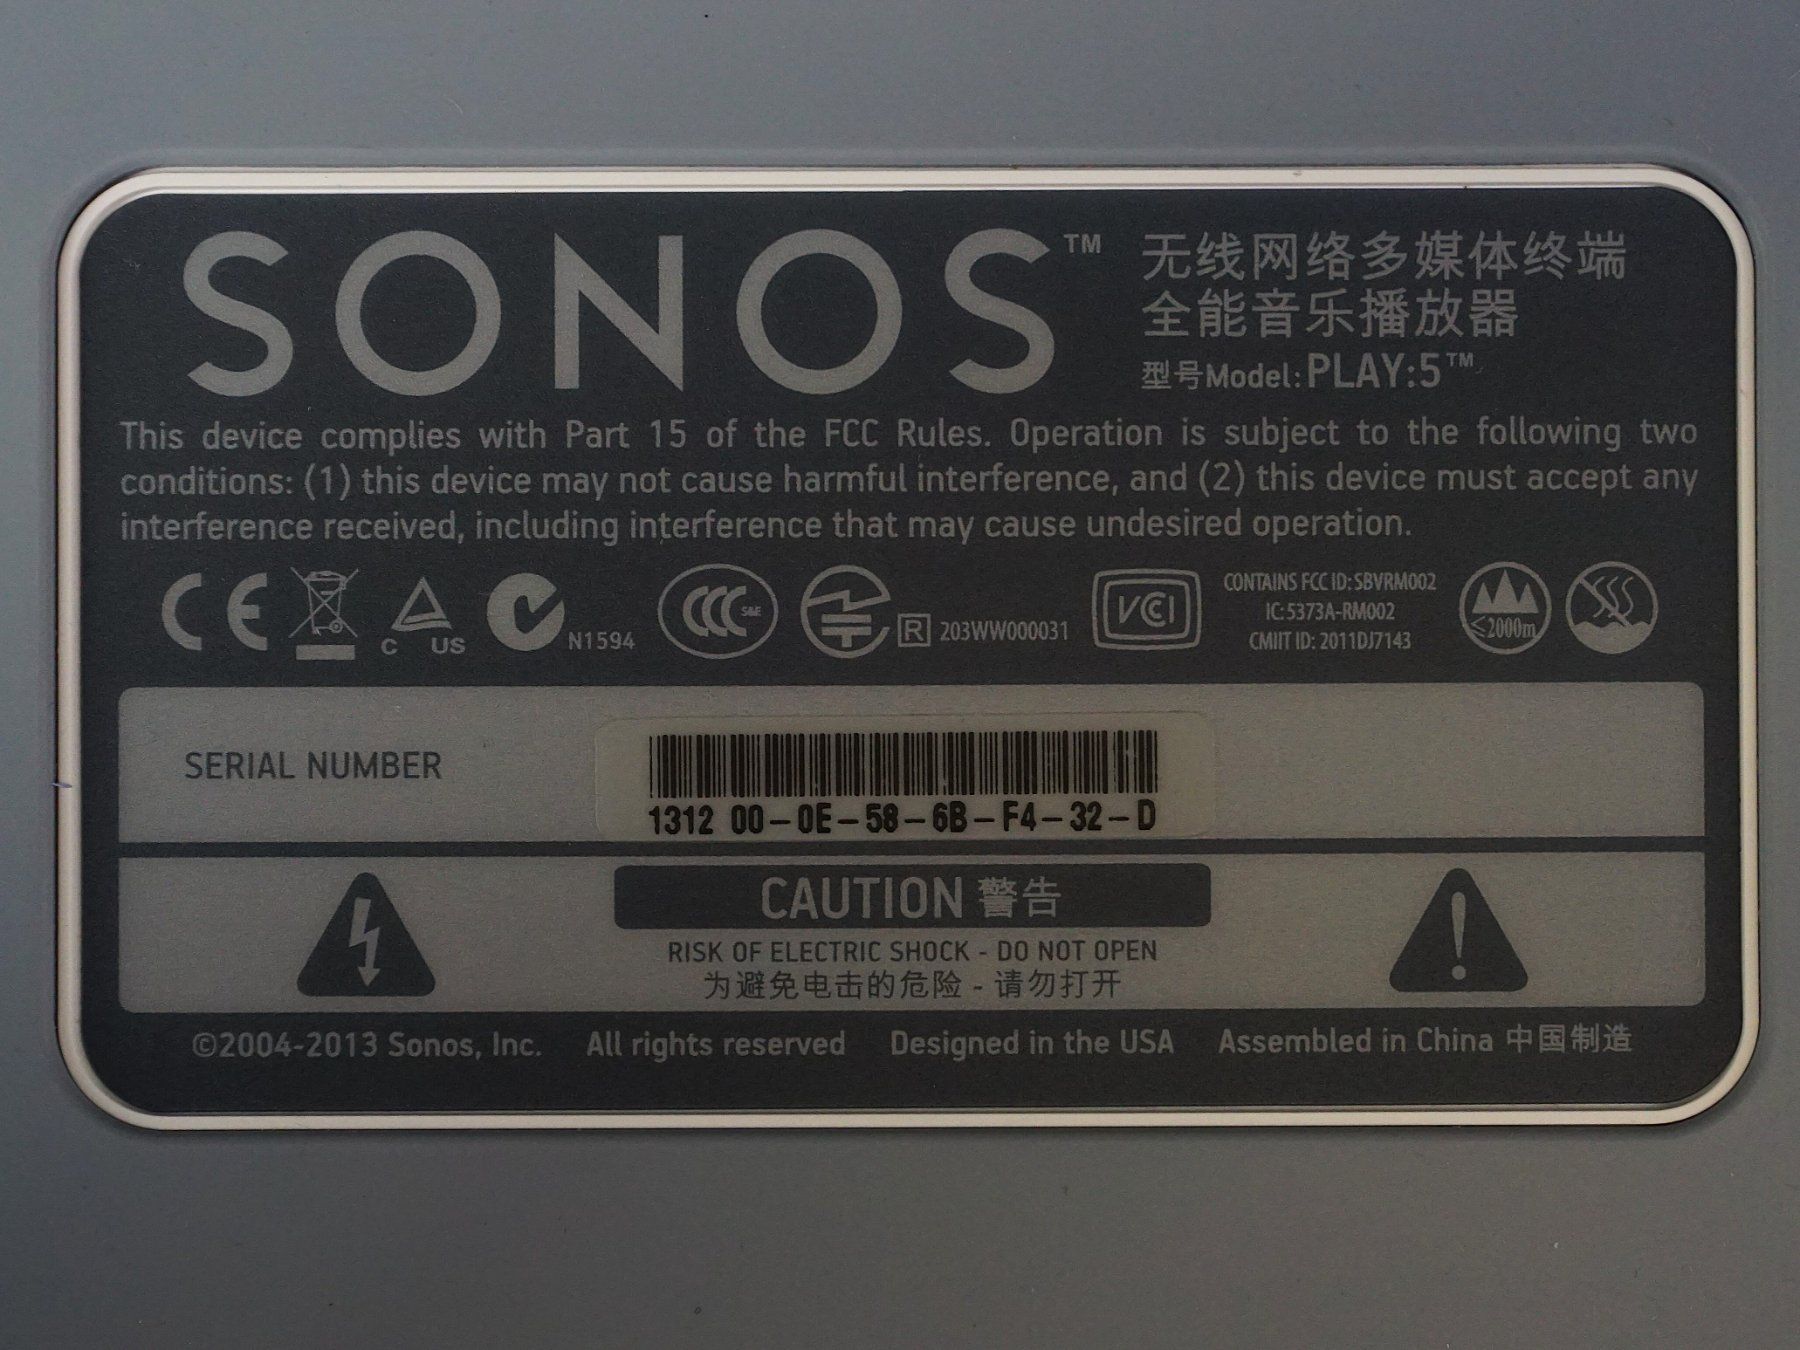 SONOS™
无线网络多媒体终端
全能音乐播放器
型号Model: PLAY:5™
This device complies with Part 15 of the FCC Rules. Operation is subject to the following two
conditions: (1) this device may not cause harmful interference, and (2) this device must accept any
interference received, including interference that may cause undesired operation.
CE
C US
N1594
CCC S&E
R 203WW000031
VCCI
CONTAINS FCC ID: SBVRM002
IC: 5373A-RM002
CMIIT ID: 2011DJ7143
≤2000m
SERIAL NUMBER
1312 00-0E-58-6B-F4-32-D
CAUTION 警告
RISK OF ELECTRIC SHOCK - DO NOT OPEN
为避免电击的危险 - 请勿打开
©2004-2013 Sonos, Inc. All rights reserved Designed in the USA Assembled in China 中国制造